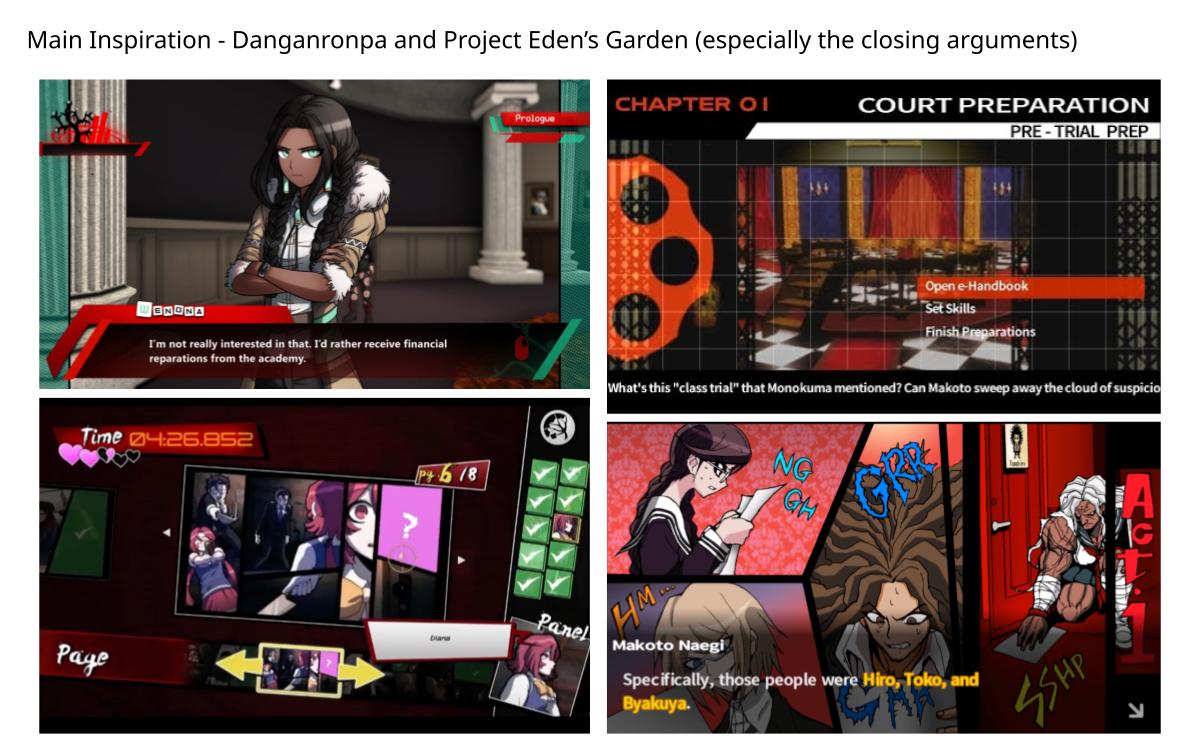 Main Inspiration - Danganronpa and Project Eden's Garden (especially the closing arguments)
Prologue
WENONA
I'm not really interested in that. I'd rather receive financial
reparations from the academy.
CHAPTER 01
COURT PREPARATION
PRE-TRIAL PREP
Open e-Handbook
Set Skills
Finish Preparations
What's this "class trial" that Monokuma mentioned? Can Makoto sweep away the cloud of suspicio
Time 04:26.852
Pg 6 /8
?
Diana
Panel
Page
?
NG
GH
GRR
HM...
Act.1
Makoto Naegi
Specifically, those people were Hiro, Toko, and
Byakuya.
SSHP